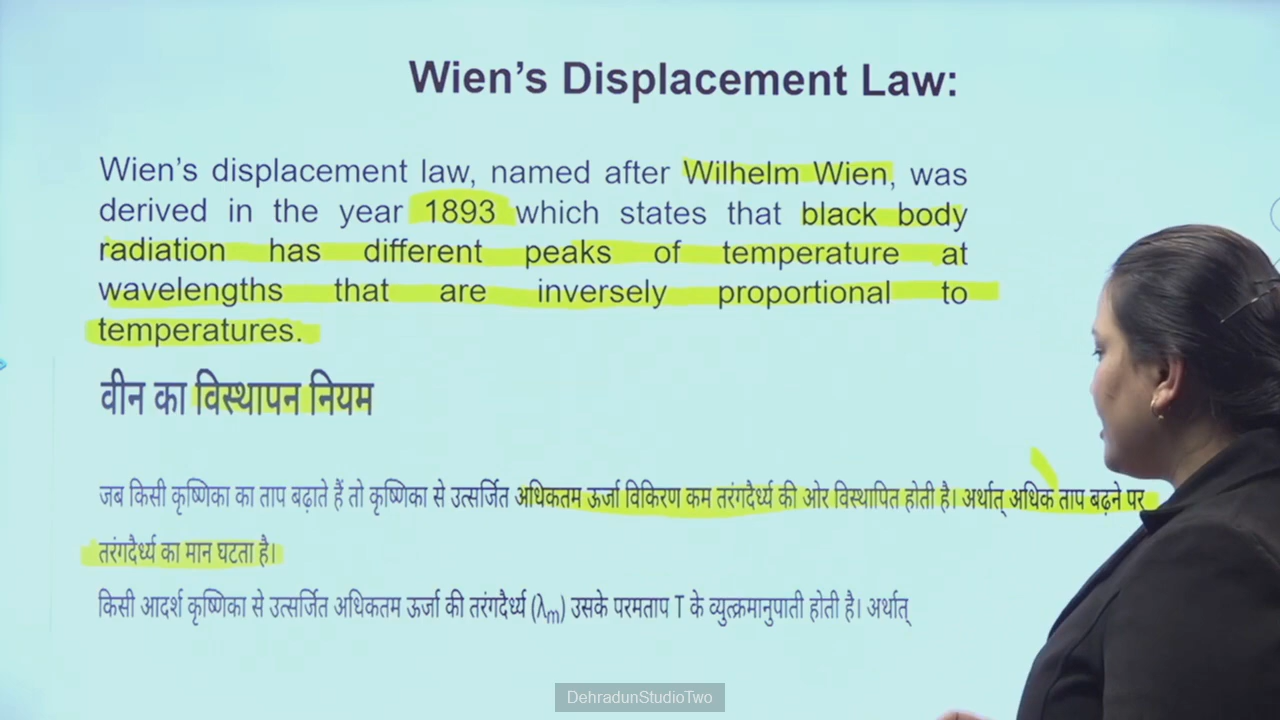 Wien’s Displacement Law:
Wien’s displacement law, named after Wilhelm Wien, was
derived in the year 1893 which states that black body
radiation has different peaks of temperature at
wavelengths that are inversely proportional to
temperatures.
वीन का विस्थापन नियम
जब किसी कृष्णिका का ताप बढ़ाते हैं तो कृष्णिका से उत्सर्जित अधिकतम ऊर्जा विकिरण कम तरंगदैर्ध्य की ओर विस्थापित होती है। अर्थात् अधिक ताप बढ़ने पर
तरंगदैर्ध्य का मान घटता है।
किसी आदर्श कृष्णिका से उत्सर्जित अधिकतम ऊर्जा की तरंगदैर्ध्य (λm) उसके परमताप T के व्युत्क्रमानुपाती होती है। अर्थात्
DehradunStudioTwo